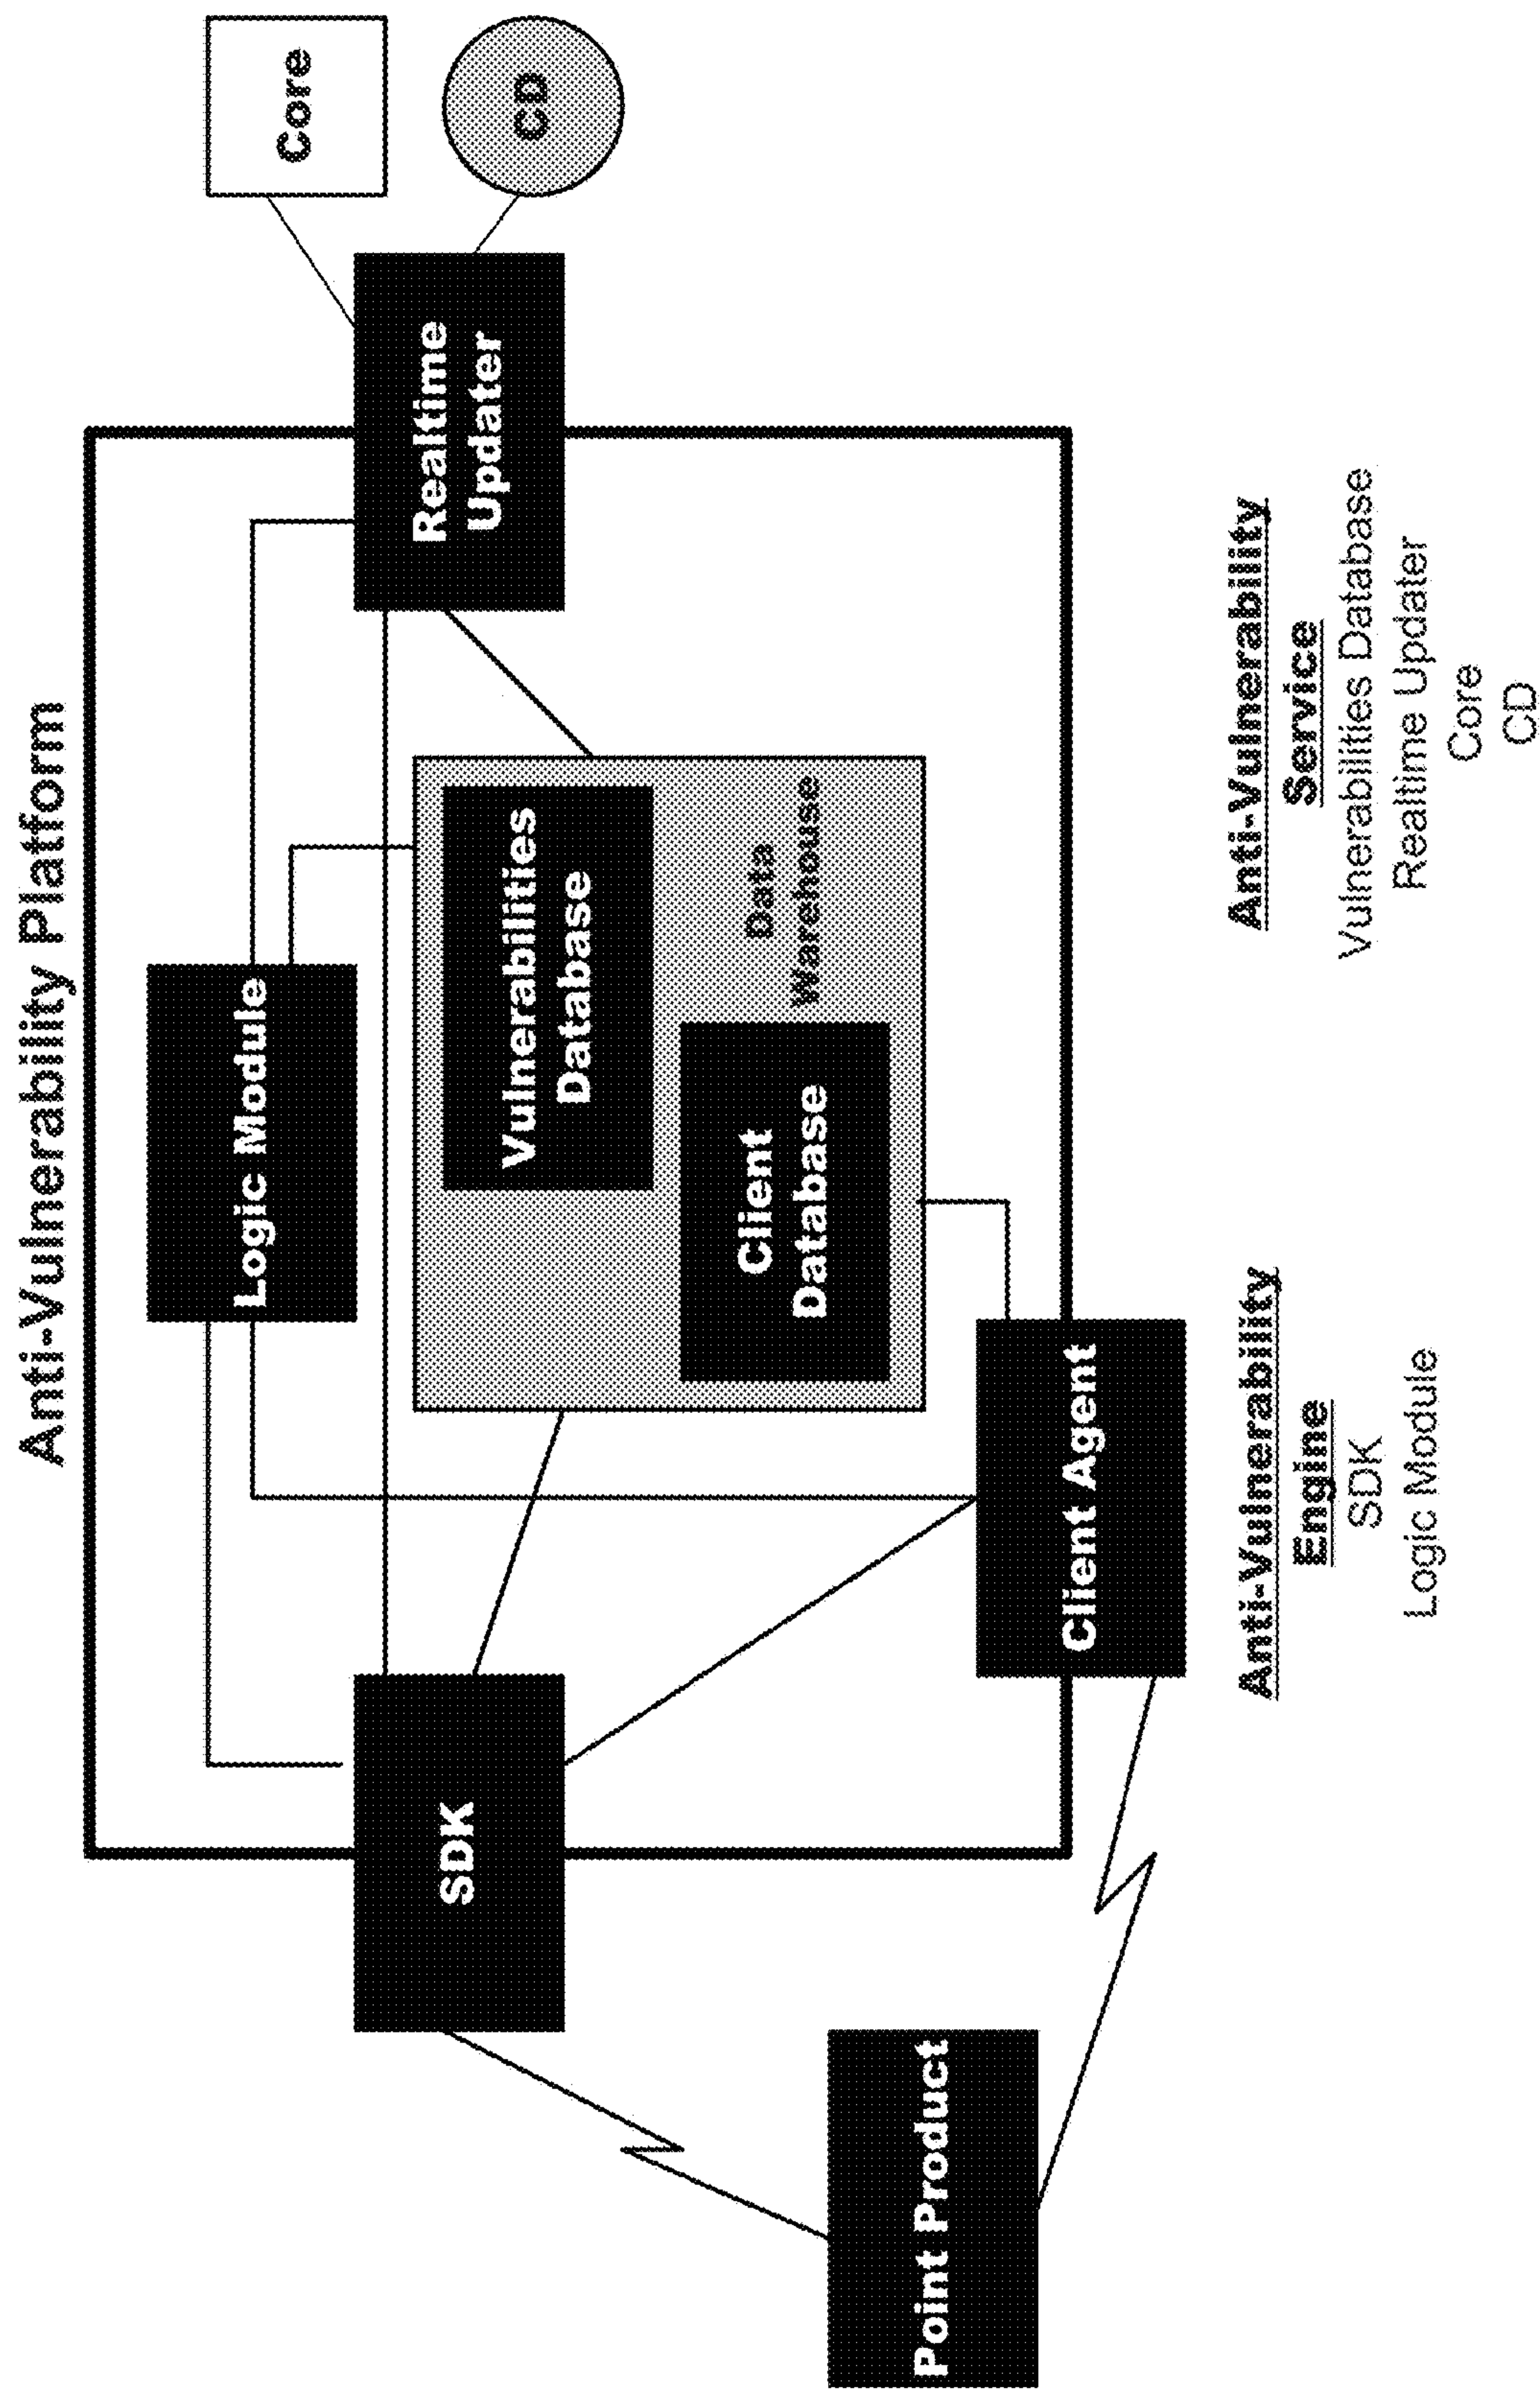 Anti-Vulnerability Platform
Logic Module
Core
CD
Realtime
Updater
SDK
Vulnerabilities
Database
Client
Database
Data
Warehouse
Client Agent
Point Product
Anti-Vulnerability
Engine
SDK
Logic Module
Anti-Vulnerability
Service
Vulnerabilities Database
Realtime Updater
Core
CD